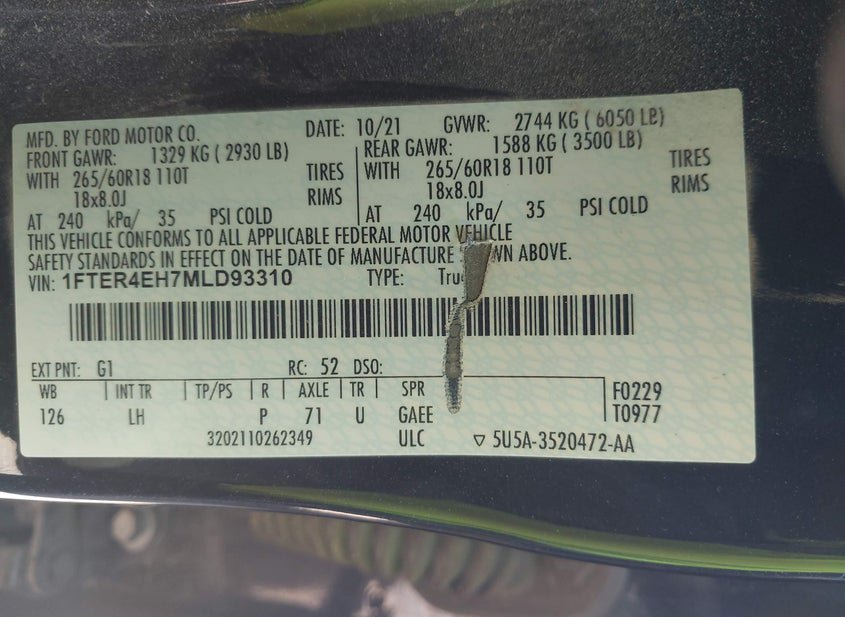 MFD. BY FORD MOTOR CO. DATE: 10/21 GVWR: 2744 KG ( 6050 LB)
FRONT GAWR: 1329 KG ( 2930 LB) REAR GAWR: 1588 KG ( 3500 LB)
WITH 265/60R18 110T TIRES WITH 265/60R18 110T TIRES
18x8.0J RIMS 18x8.0J RIMS
AT 240 kPa/ 35 PSI COLD AT 240 kPa/ 35 PSI COLD
THIS VEHICLE CONFORMS TO ALL APPLICABLE FEDERAL MOTOR VEHICLE
SAFETY STANDARDS IN EFFECT ON THE DATE OF MANUFACTURE ABOVE.
VIN: 1FTER4EH7MLD93310 TYPE:
EXT PNT: G1 RC: 52 DSO:
WB | INT TR | TP/PS | R | AXLE | TR | SPR F0229
126 LH P 71 U GAEE T0977
3202110262349 ULC ▽ 5U5A-3520472-AA